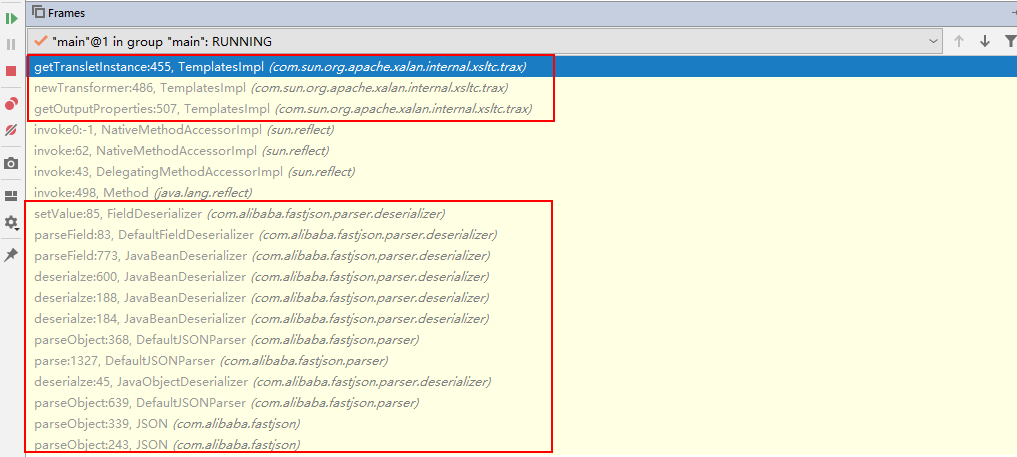 Frames
"main"@1 in group "main": RUNNING
getTransletInstance:455, TemplatesImpl (com.sun.org.apache.xalan.internal.xsltc.trax)
newTransformer:486, TemplatesImpl (com.sun.org.apache.xalan.internal.xsltc.trax)
getOutputProperties:507, TemplatesImpl (com.sun.org.apache.xalan.internal.xsltc.trax)
invoke0:-1, NativeMethodAccessorImpl (sun.reflect)
invoke:62, NativeMethodAccessorImpl (sun.reflect)
invoke:43, DelegatingMethodAccessorImpl (sun.reflect)
invoke:498, Method (java.lang.reflect)
setValue:85, FieldDeserializer (com.alibaba.fastjson.parser.deserializer)
parseField:83, DefaultFieldDeserializer (com.alibaba.fastjson.parser.deserializer)
parseField:773, JavaBeanDeserializer (com.alibaba.fastjson.parser.deserializer)
deserialze:600, JavaBeanDeserializer (com.alibaba.fastjson.parser.deserializer)
deserialze:188, JavaBeanDeserializer (com.alibaba.fastjson.parser.deserializer)
deserialze:184, JavaBeanDeserializer (com.alibaba.fastjson.parser.deserializer)
parseObject:368, DefaultJSONParser (com.alibaba.fastjson.parser)
parse:1327, DefaultJSONParser (com.alibaba.fastjson.parser)
deserialze:45, JavaObjectDeserializer (com.alibaba.fastjson.parser.deserializer)
parseObject:639, DefaultJSONParser (com.alibaba.fastjson.parser)
parseObject:339, JSON (com.alibaba.fastjson)
parseObject:243, JSON (com.alibaba.fastjson)